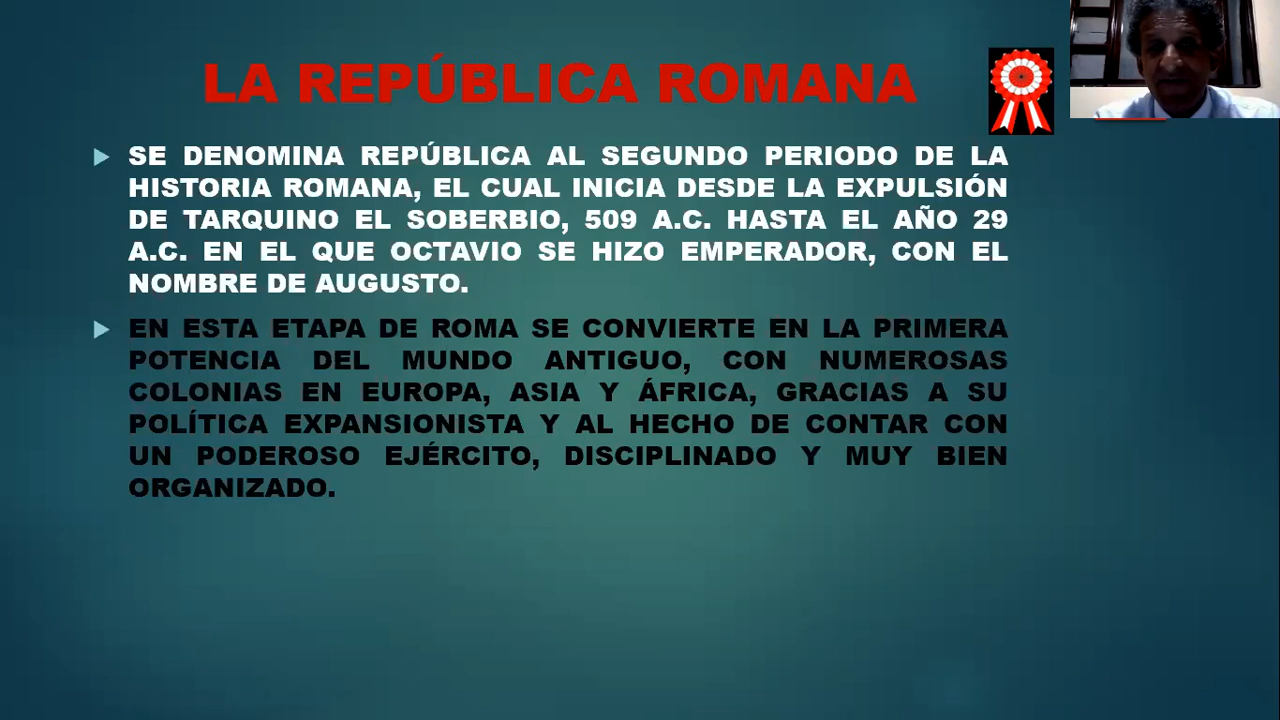 LA REPÚBLICA ROMANA
SE DENOMINA REPÚBLICA AL SEGUNDO PERIODO DE LA
HISTORIA ROMANA, EL CUAL INICIA DESDE LA EXPULSIÓN
DE TARQUINO EL SOBERBIO, 509 A.C. HASTA EL AÑO 29
A.C. EN EL QUE OCTAVIO SE HIZO EMPERADOR, CON EL
NOMBRE DE AUGUSTO.
EN ESTA ETAPA DE ROMA SE CONVIERTE EN LA PRIMERA
POTENCIA DEL MUNDO ANTIGUO, CON NUMEROSAS
COLONIAS EN EUROPA, ASIA Y ÁFRICA, GRACIAS A SU
POLÍTICA EXPANSIONISTA Y AL HECHO DE CONTAR CON
UN PODEROSO EJÉRCITO, DISCIPLINADO Y MUY BIEN
ORGANIZADO.